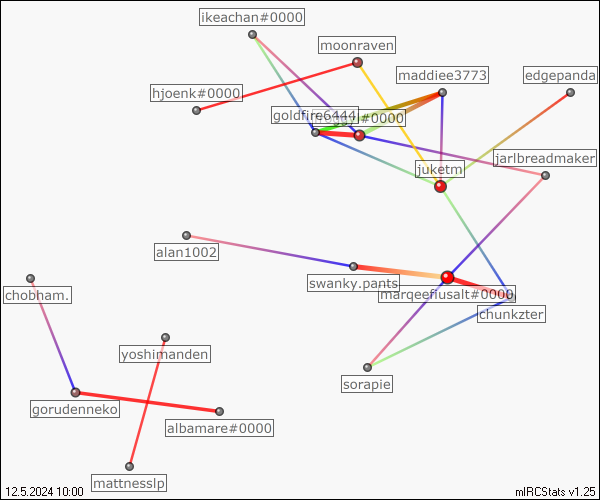 ikeachan#0000
moonraven
maddiee3773
edgepanda
hjoenk#0000
goldfire6444
#0000
jarlbreadmaker
juketm
alan1002
swanky.pants
marqeefiusalt#0000
chobham.
chunkzter
yoshimanden
sorapie
gorudenneko
albamare#0000
mattnesslp
12.5.2024 10:00
mIRCStats v1.25